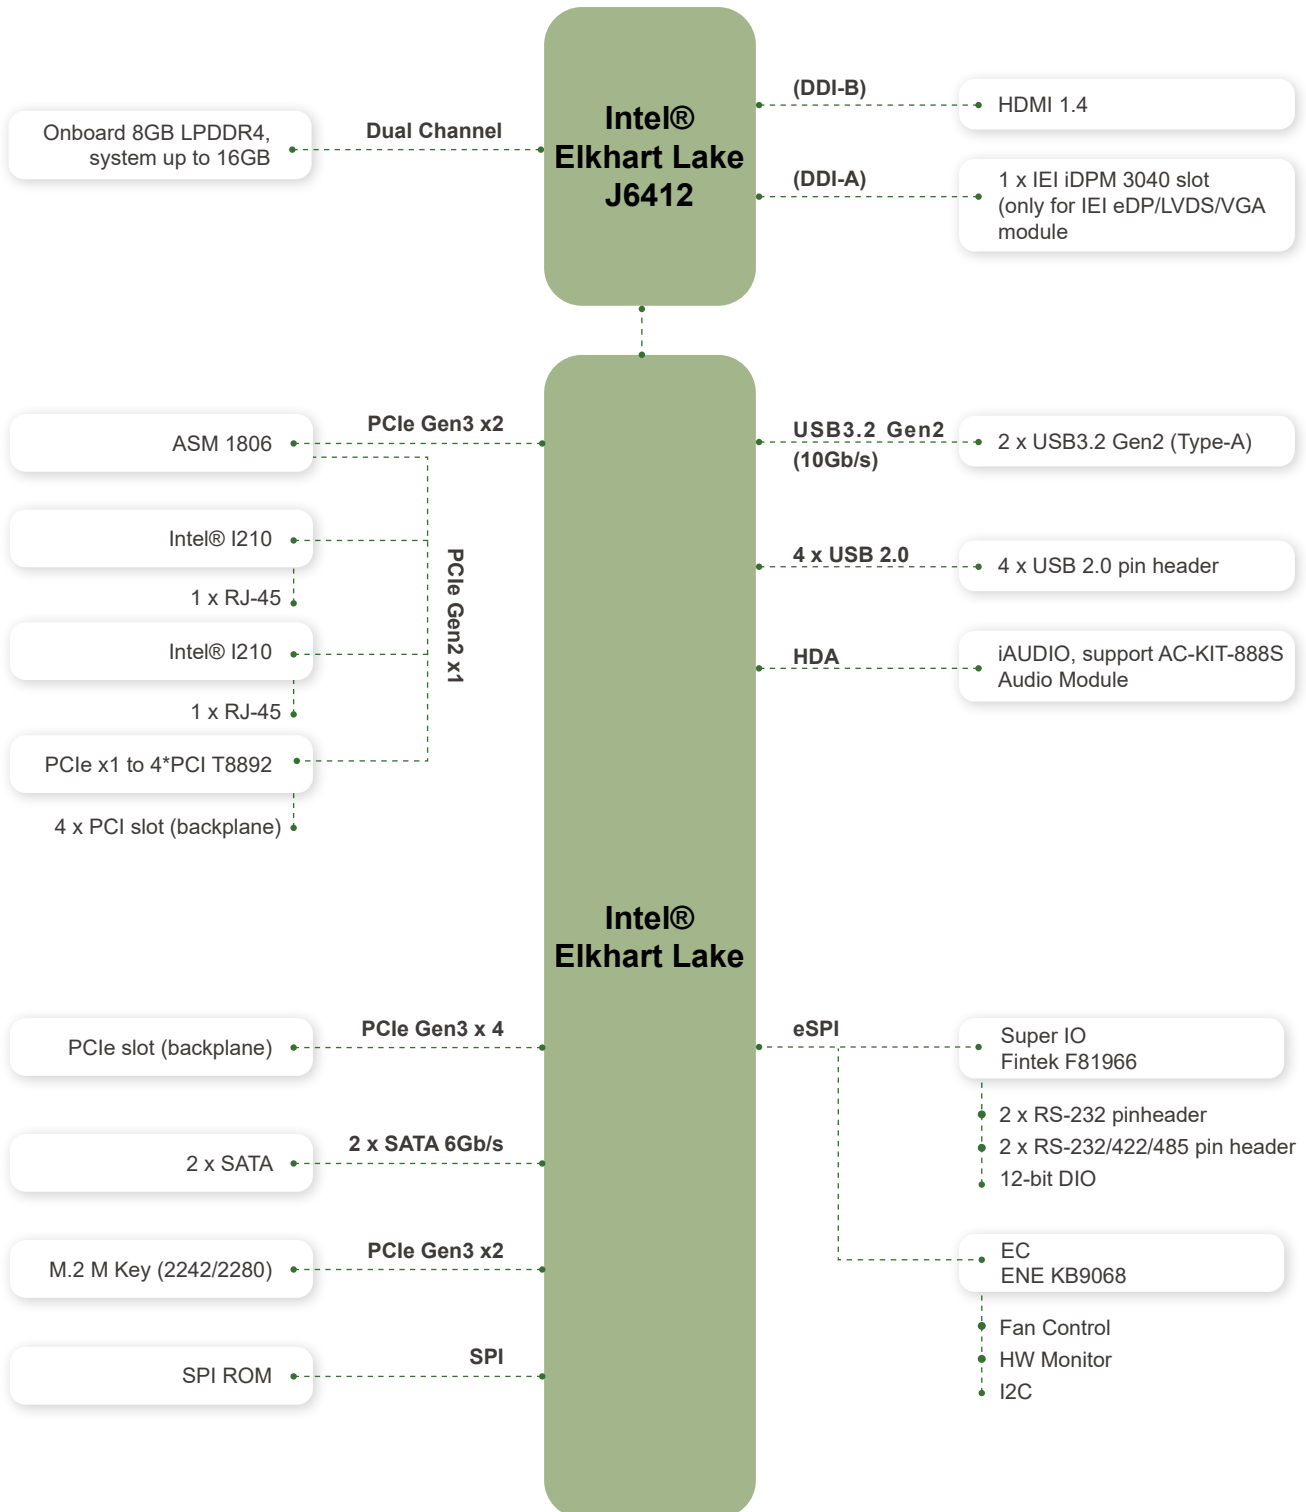 Intel®
Elkhart Lake
J6412
Onboard 8GB LPDDR4,
system up to 16GB
Dual Channel
(DDI-B)
HDMI 1.4
(DDI-A)
1 x IEI iDPM 3040 slot
(only for IEI eDP/LVDS/VGA
module
PCIe Gen3 x2
ASM 1806
Intel® I210
1 x RJ-45
Intel® I210
1 x RJ-45
PCIe x1 to 4*PCI T8892
4 x PCI slot (backplane)
PCIe Gen2 x1
USB3.2 Gen2
(10Gb/s)
2 x USB3.2 Gen2 (Type-A)
4 x USB 2.0
4 x USB 2.0 pin header
HDA
iAUDIO, support AC-KIT-888S
Audio Module
Intel®
Elkhart Lake
PCIe Gen3 x 4
PCIe slot (backplane)
2 x SATA 6Gb/s
2 x SATA
PCIe Gen3 x2
M.2 M Key (2242/2280)
SPI
SPI ROM
eSPI
Super IO
Fintek F81966
2 x RS-232 pinheader
2 x RS-232/422/485 pin header
12-bit DIO
EC
ENE KB9068
Fan Control
HW Monitor
I2C